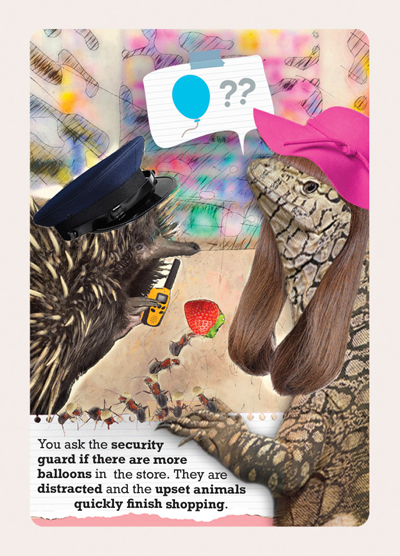 ??
You ask the security
guard if there are more
balloons in the store. They are
distracted and the upset animals
quickly finish shopping.